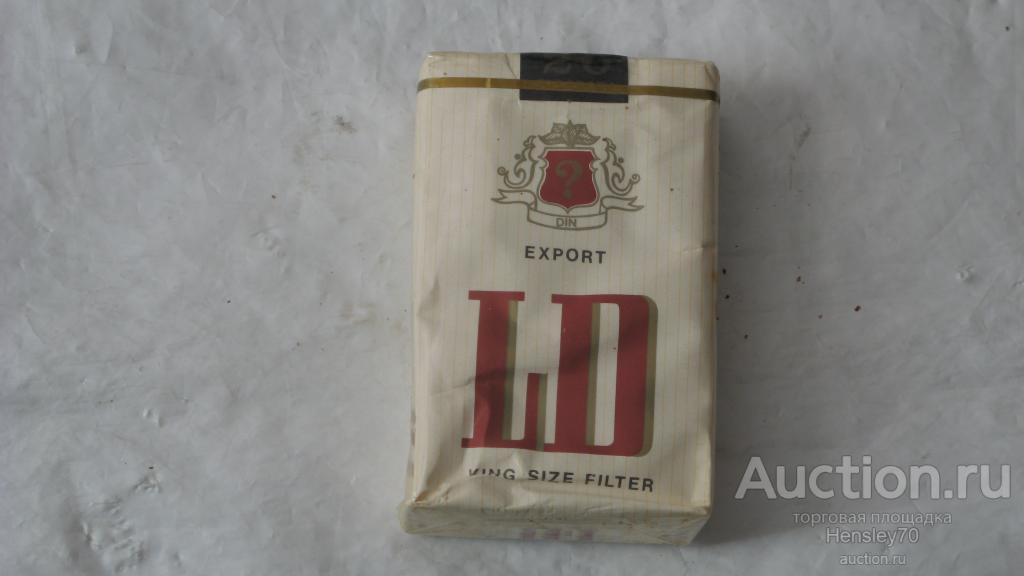 ?
DIN
EXPORT
LD
KING SIZE FILTER
Auction.ru
торговая площадка
Hensley70
auction.ru